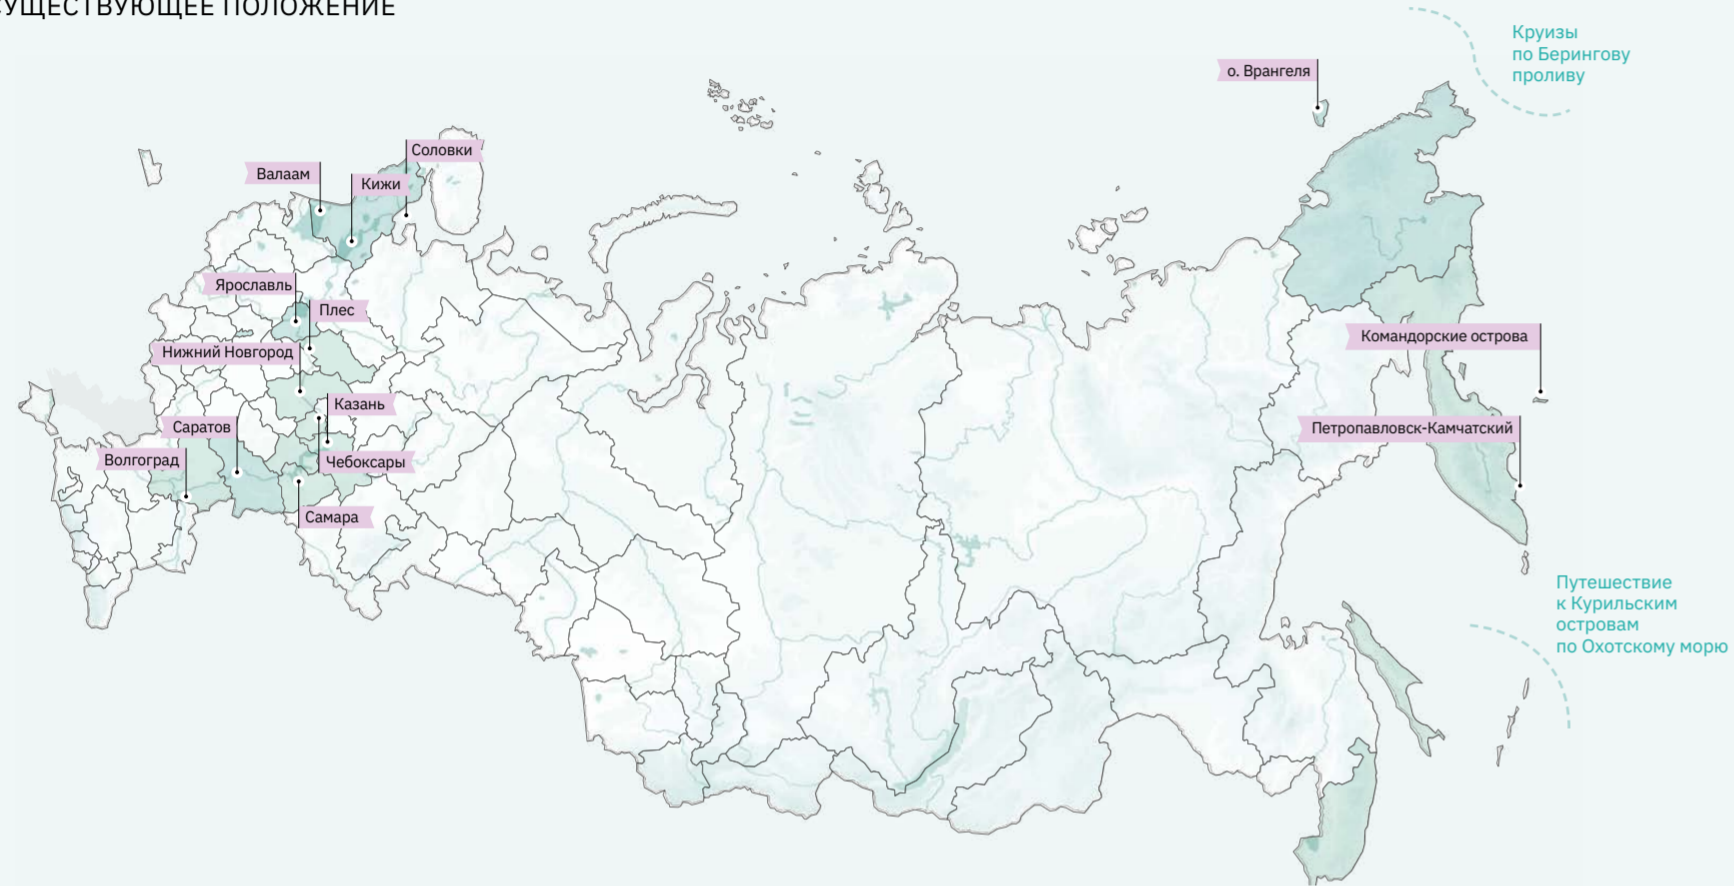 СУЩЕСТВУЮЩЕЕ ПОЛОЖЕНИЕ
Круизы
по Берингову
проливу
о. Врангеля
Соловки
Валаам
Кижи
Ярославль
Плес
Командорские острова
Нижний Новгород
Казань
Саратов
Петропавловск-Камчатский
Волгоград
Чебоксары
Самара
Путешествие
к Курильским
островам
по Охотскому морю